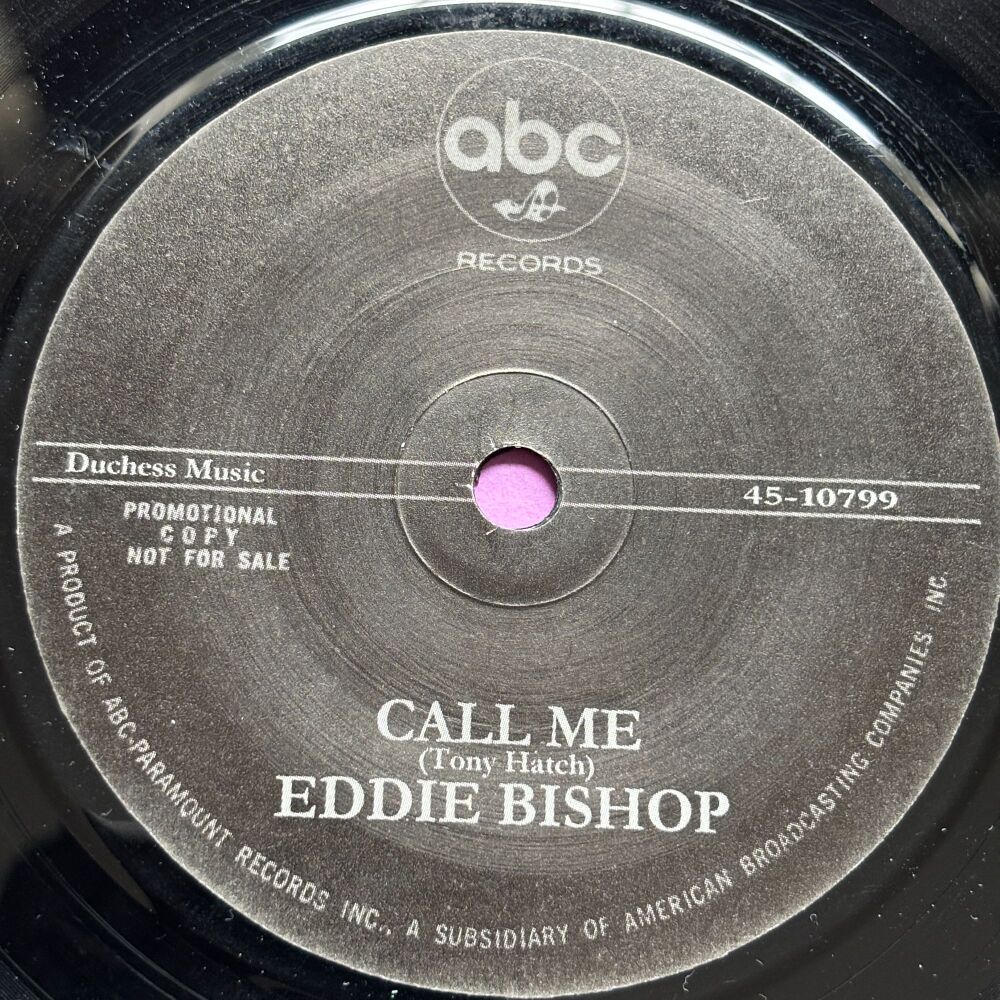 abc
RECORDS
Duchess Music
45-10799
PROMOTIONAL
COPY
NOT FOR SALE
CALL ME
(Tony Hatch)
EDDIE BISHOP
A PRODUCT OF ABC-PARAMOUNT RECORDS INC., A SUBSIDIARY OF AMERICAN BROADCASTING COMPANIES, INC.